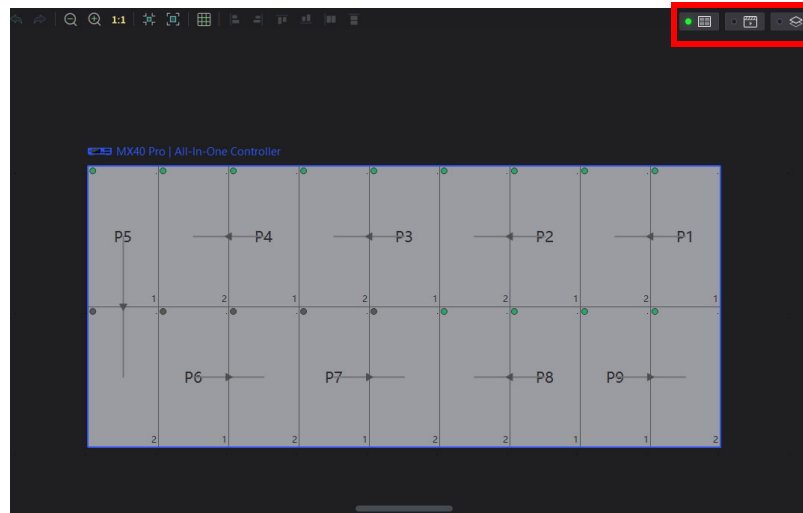 1:1
MX40 Pro | All-In-One Controller
P5 P4 P3 P2 P1
1 2 1 2 1 2 1 2 1
P6 P7 P8 P9
2 1 2 1 2 2 1 1 2